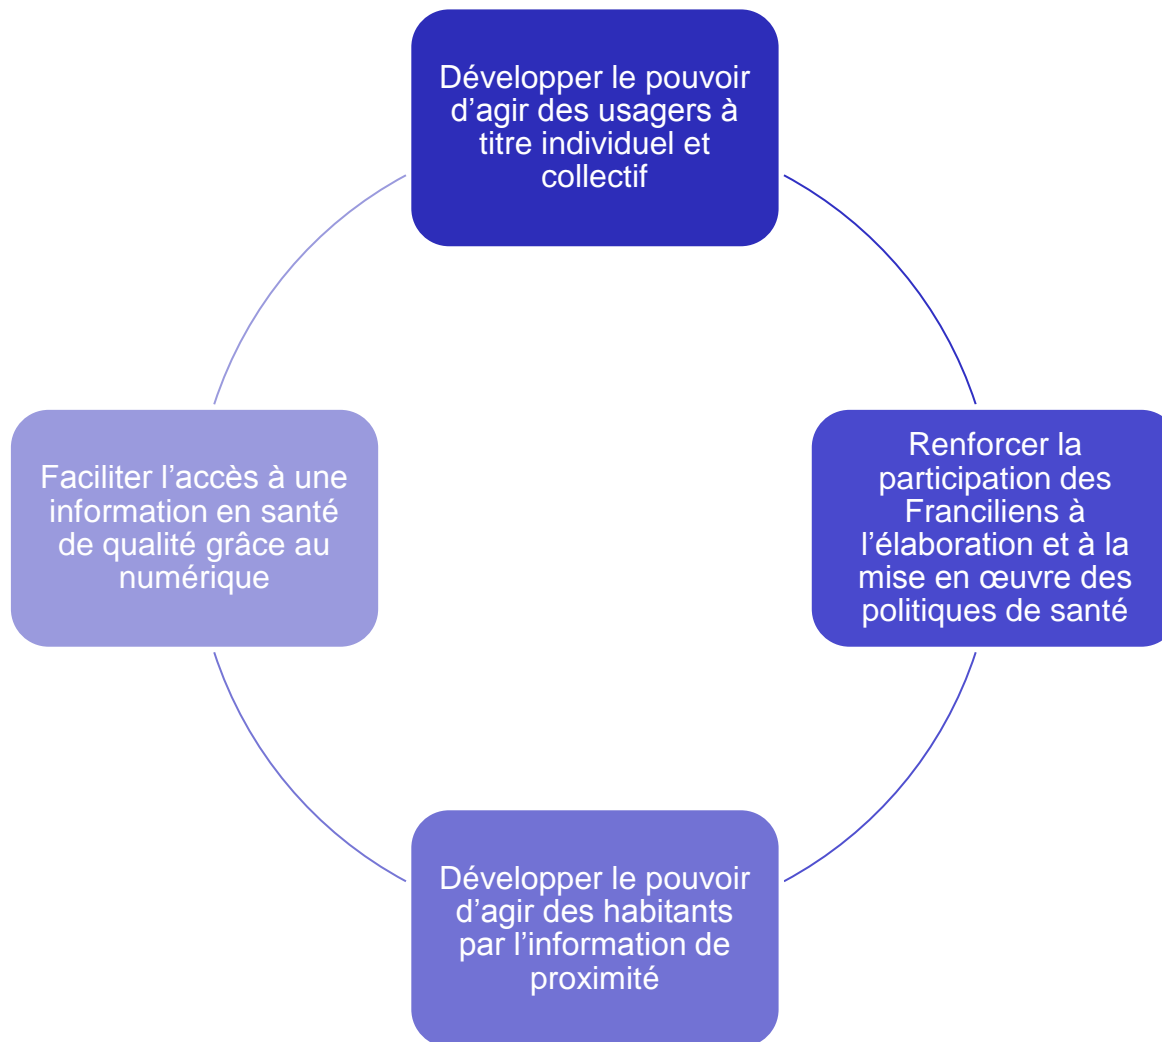 Développer le pouvoir
d’agir des usagers à
titre individuel et
collectif
Renforcer la
participation des
Franciliens à
l’élaboration et à la
mise en œuvre des
politiques de santé
Développer le pouvoir
d’agir des habitants
par l’information de
proximité
Faciliter l’accès à une
information en santé
de qualité grâce au
numérique